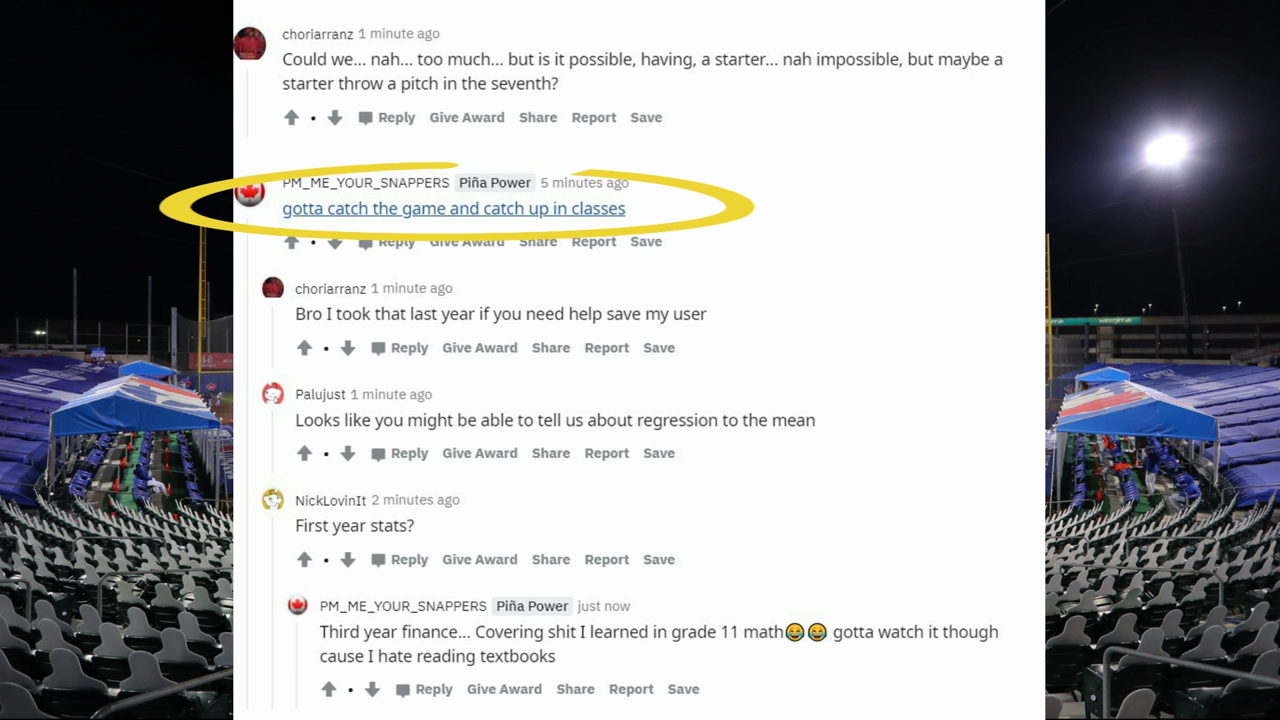 choriarranz 1 minute ago
Could we... nah... too much... but is it possible, having, a starter... nah impossible, but maybe a
starter throw a pitch in the seventh?
Reply Give Award Share Report Save
PM_ME_YOUR_SNAPPERS Piña Power 5 minutes ago
gotta catch the game and catch up in classes
Reply Give Award Share Report Save
choriarranz 1 minute ago
Bro I took that last year if you need help save my user
Reply Give Award Share Report Save
Palujust 1 minute ago
Looks like you might be able to tell us about regression to the mean
Reply Give Award Share Report Save
NickLovinIt 2 minutes ago
First year stats?
Reply Give Award Share Report Save
PM_ME_YOUR_SNAPPERS Piña Power just now
Third year finance... Covering shit I learned in grade 11 math😂😂 gotta watch it though
cause I hate reading textbooks
Reply Give Award Share Report Save